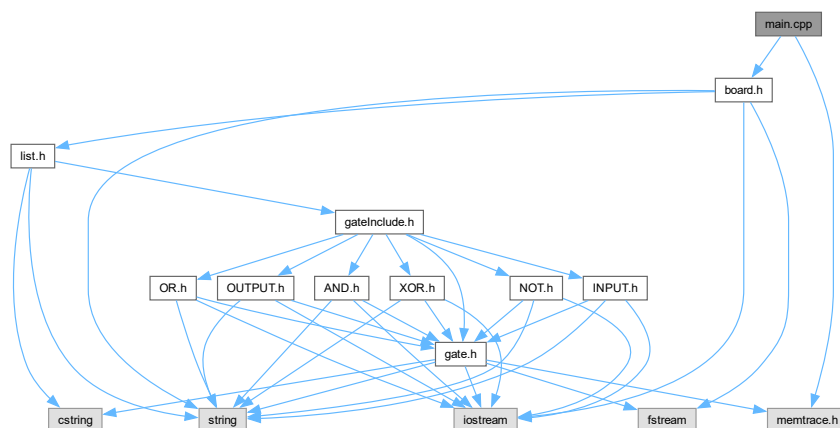 main.cpp
board.h
list.h
gateInclude.h
OR.h
OUTPUT.h
AND.h
XOR.h
NOT.h
INPUT.h
gate.h
cstring
string
iostream
fstream
memtrace.h